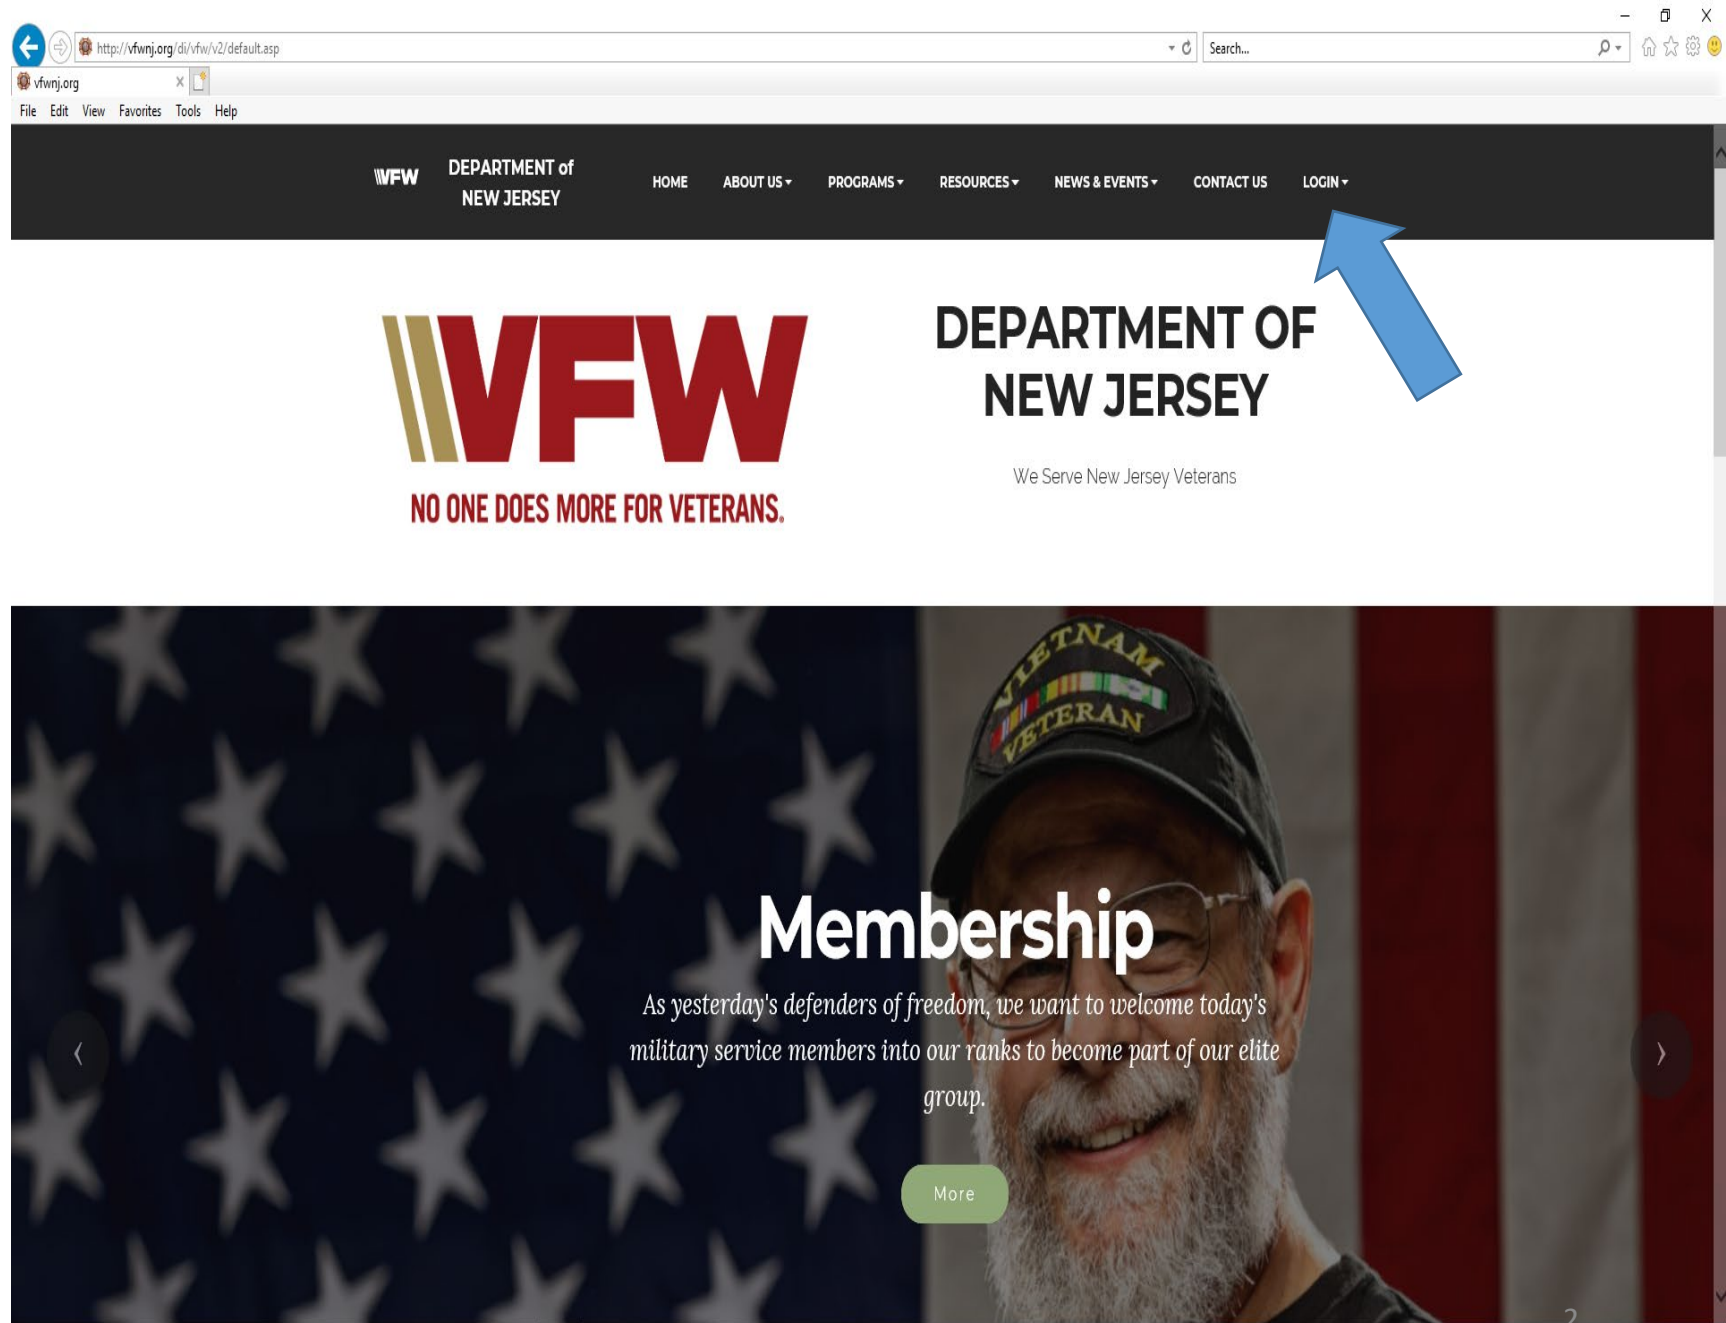 http://vfwnj.org/di/vfw/v2/default.asp
Search...
vfwnj.org
File Edit View Favorites Tools Help
VFW
DEPARTMENT of
NEW JERSEY
HOME ABOUT US PROGRAMS RESOURCES NEWS & EVENTS CONTACT US LOGIN
VFW
NO ONE DOES MORE FOR VETERANS.
DEPARTMENT OF
NEW JERSEY
We Serve New Jersey Veterans
VIETNAM
VETERAN
Membership
As yesterday's defenders of freedom, we want to welcome today's
military service members into our ranks to become part of our elite
group.
More
2